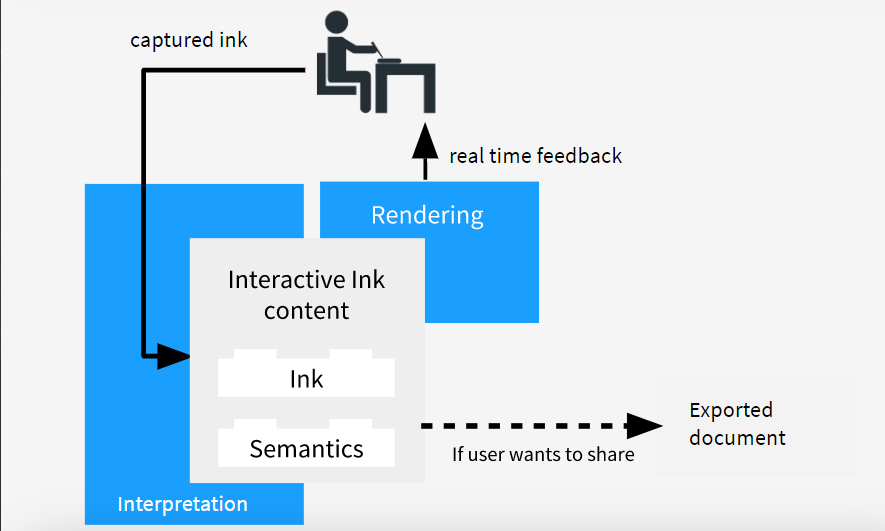 captured ink
real time feedback
Rendering
Interactive Ink
content
Ink
Semantics
Interpretation
If user wants to share
Exported
document